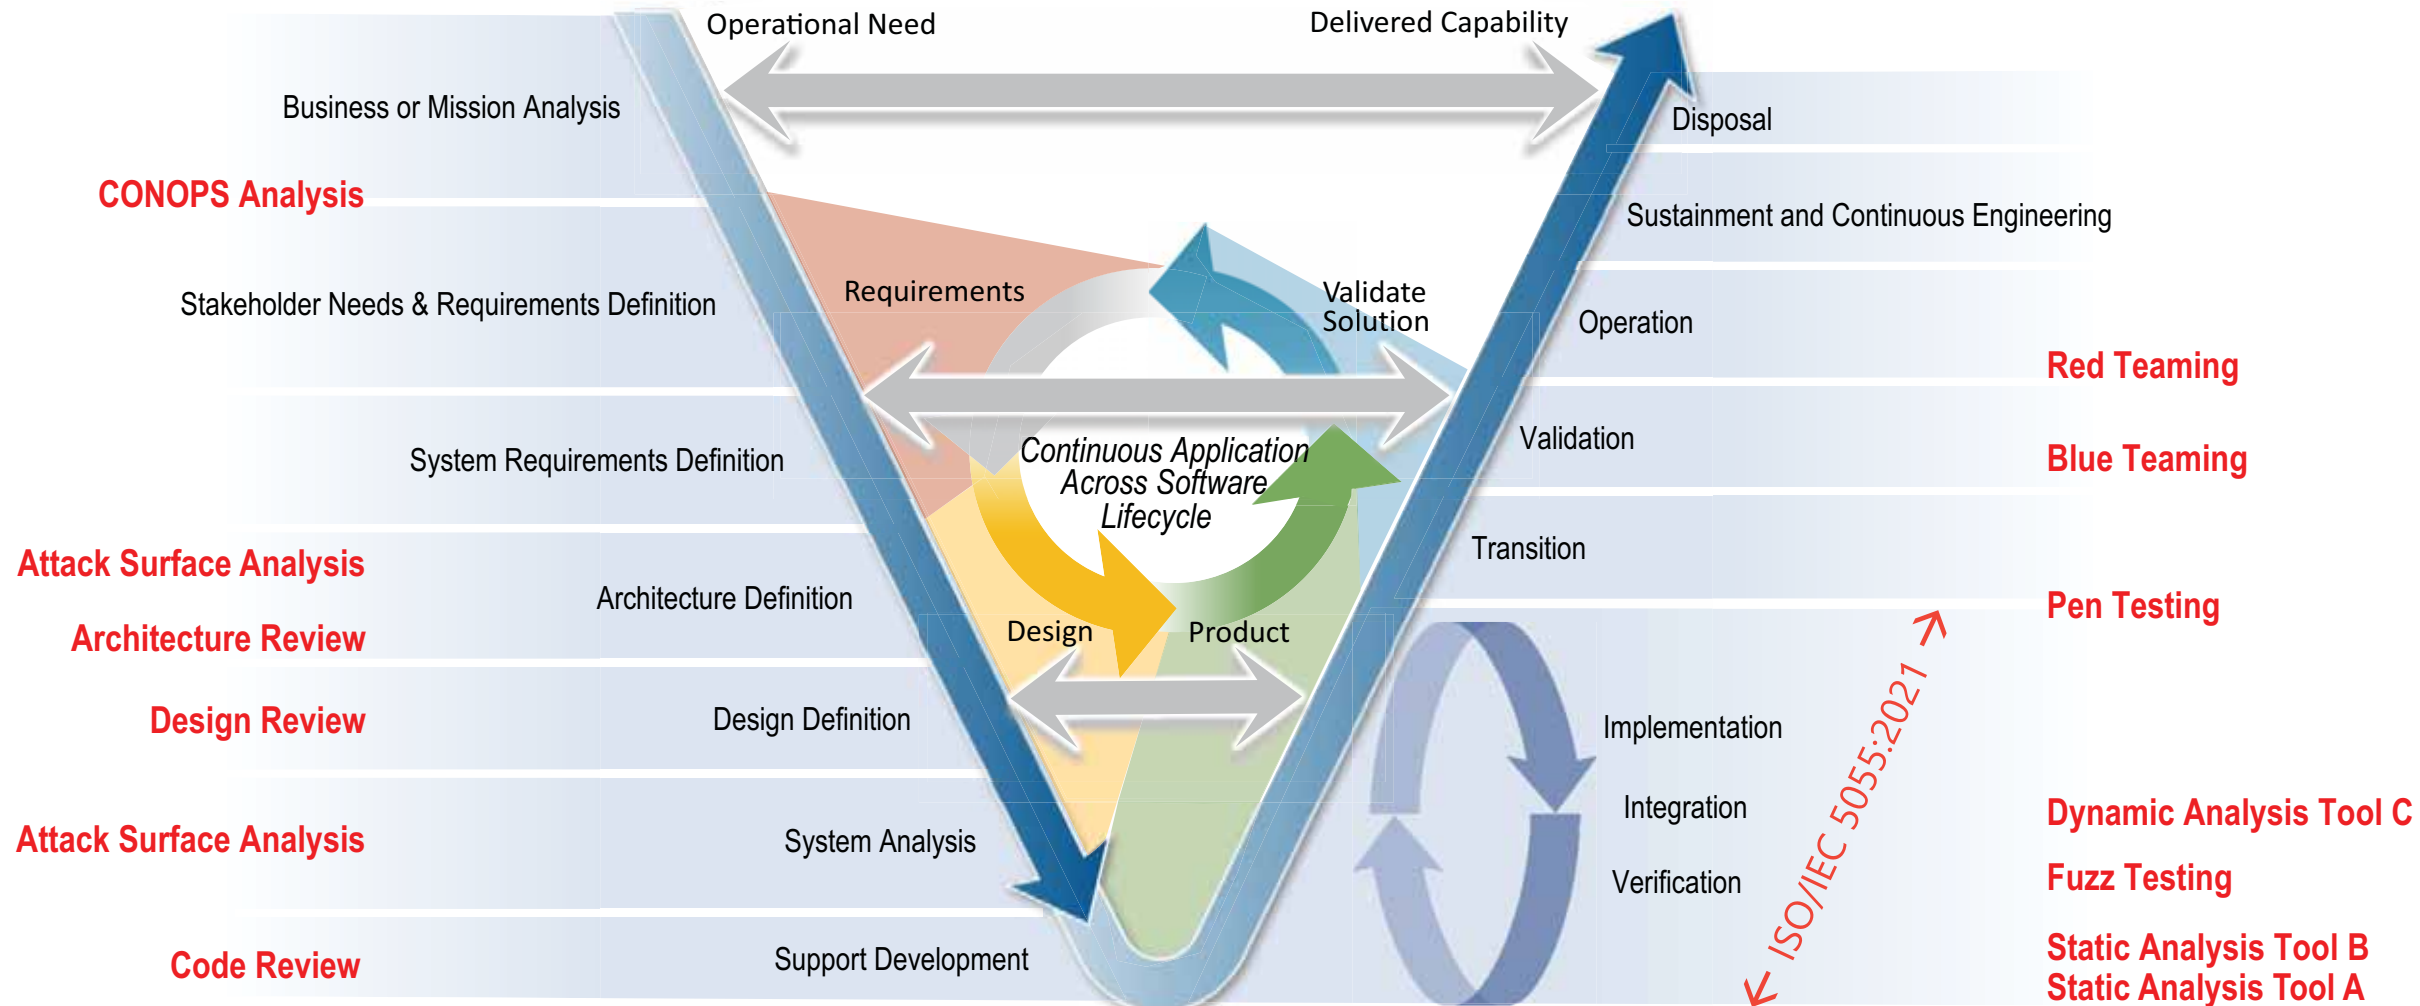 Operational Need
Delivered Capability
Business or Mission Analysis
Disposal
CONOPS Analysis
Sustainment and Continuous Engineering
Stakeholder Needs & Requirements Definition
Requirements
Validate
Solution
Operation
Red Teaming
System Requirements Definition
Continuous Application
Across Software
Lifecycle
Validation
Blue Teaming
Attack Surface Analysis
Architecture Definition
Transition
Architecture Review
Design
Product
Pen Testing
Design Review
Design Definition
Implementation
ISO/IEC 5055:2021
Attack Surface Analysis
System Analysis
Integration
Dynamic Analysis Tool C
Verification
Fuzz Testing
Code Review
Support Development
Static Analysis Tool B
Static Analysis Tool A